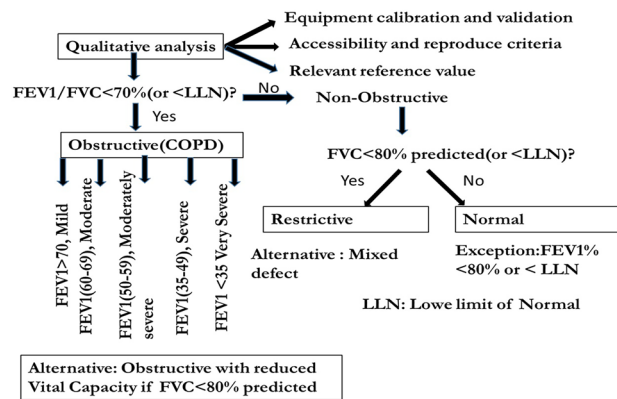 Equipment calibration and validation
Qualitative analysis
Accessibility and reproduce criteria
Relevant reference value
FEV1/FVC<70%(or <LLN)?
No
Non-Obstructive
Yes
Obstructive(COPD)
FVC<80% predicted(or <LLN)?
Yes
No
FEV1>70, Mild
FEV1(60-69), Moderate
FEV1(50-59), Moderately
severe
FEV1(35-49), Severe
FEV1 <35 Very Severe
Restrictive
Normal
Alternative : Mixed
defect
Exception:FEV1%
<80% or < LLN
LLN: Lowe limit of Normal
Alternative: Obstructive with reduced
Vital Capacity if FVC<80% predicted